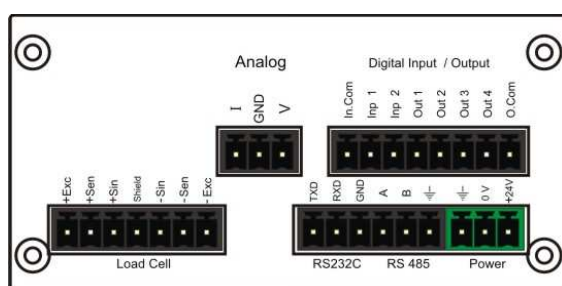 Analog
Digital Input / Output
I
GND
V
In.Com
Inp 1
Inp 2
Out 1
Out 2
Out 3
Out 4
O.Com
+Exc
+Sen
+Sin
Shield
-Sin
-Sen
-Exc
TXD
RXD
GND
A
B
0 V
+24V
Load Cell
RS232C
RS 485
Power